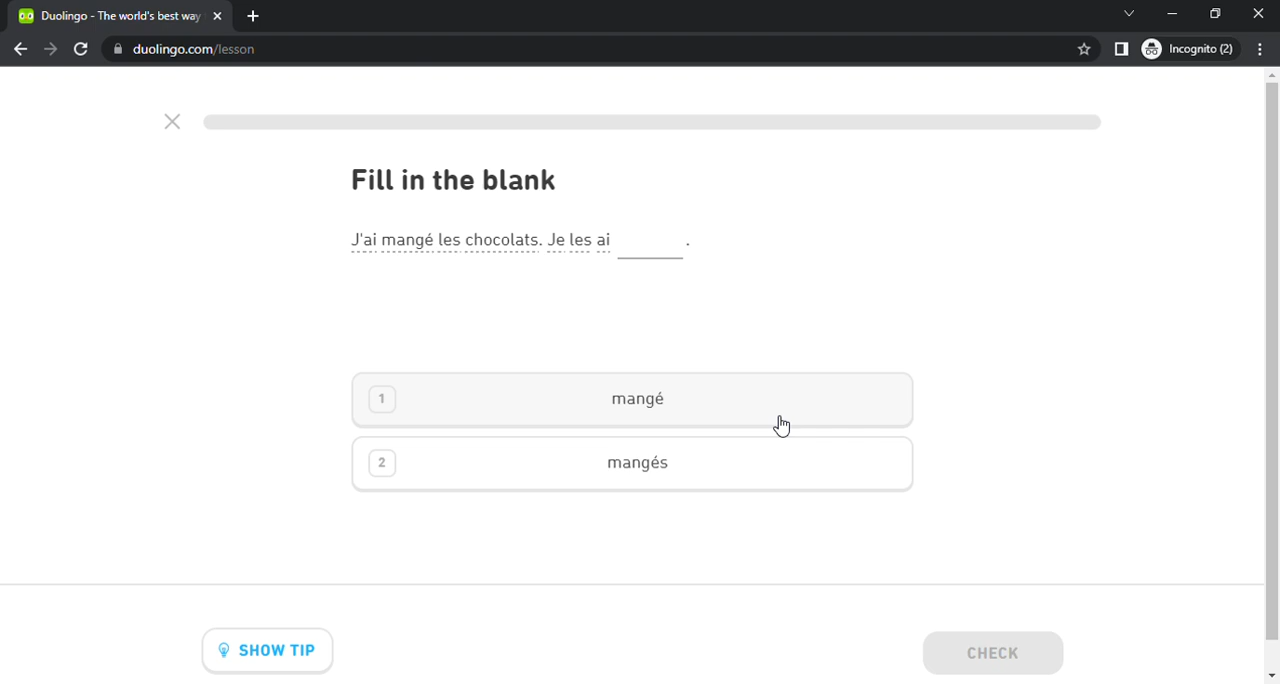 Duolingo - The world's best way
duolingo.com/lesson
Incognito (2)
Fill in the blank
J'ai mangé les chocolats. Je les ai ______ .
1 mangé
2 mangés
SHOW TIP
CHECK